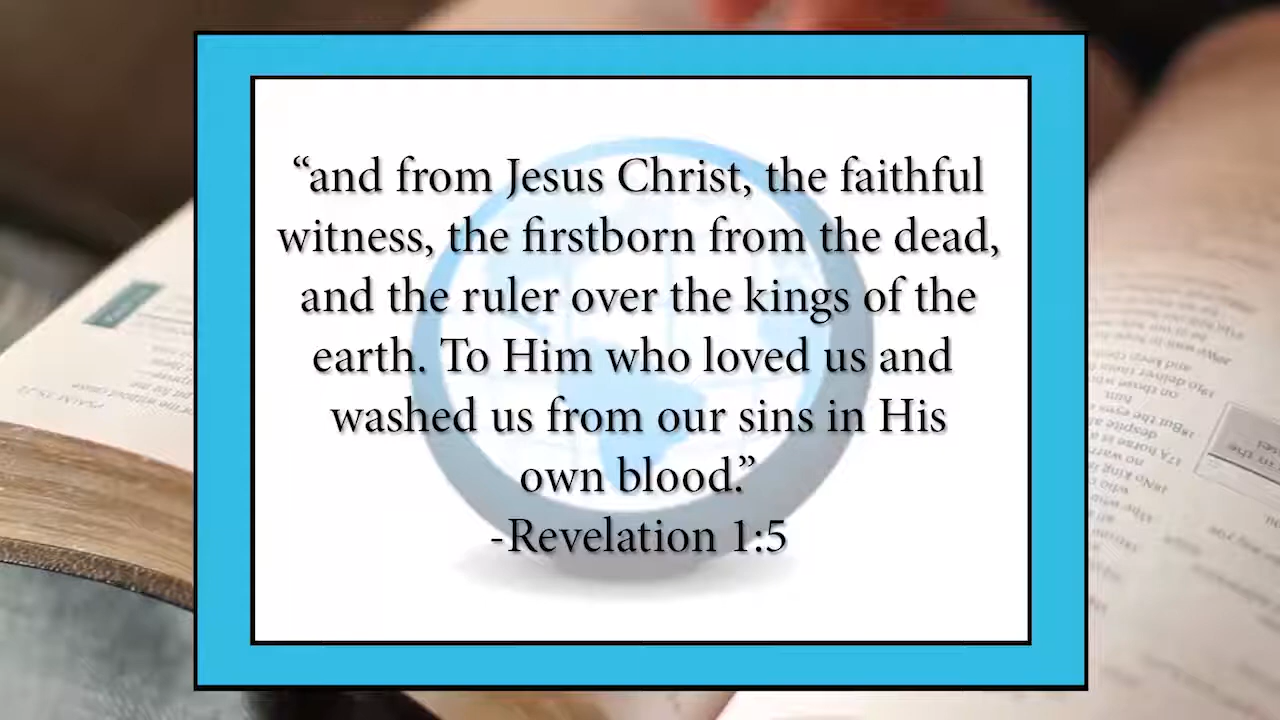 “and from Jesus Christ, the faithful
witness, the firstborn from the dead,
and the ruler over the kings of the
earth. To Him who loved us and
washed us from our sins in His
own blood.”
-Revelation 1:5